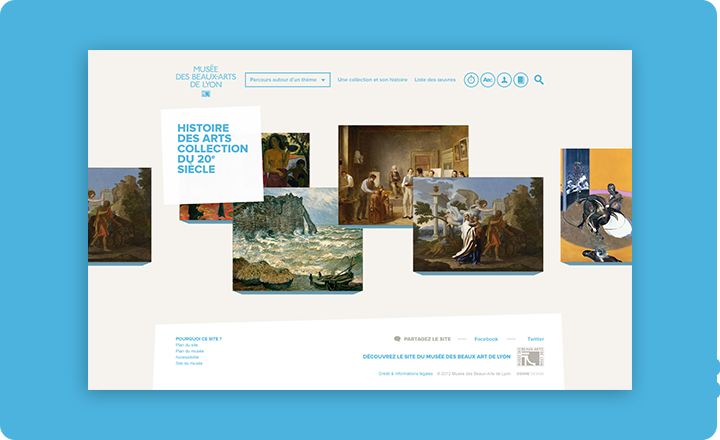 MUSÉE
DES BEAUX-ARTS
DE LYON
Parcours autour d'un thème
Une collection et son histoire
Liste des œuvres
Abc
HISTOIRE
DES ARTS
COLLECTION
DU 20e
SIÈCLE
POURQUOI CE SITE ?
Plan du site
Plan du musée
Accessibilité
Site du musée
PARTAGEZ LE SITE
Facebook
Twitter
DÉCOUVREZ LE SITE DU MUSÉE DES BEAUX ART DE LYON
Crédit & informations légales © 2012 Musée des Beaux-Arts de Lyon